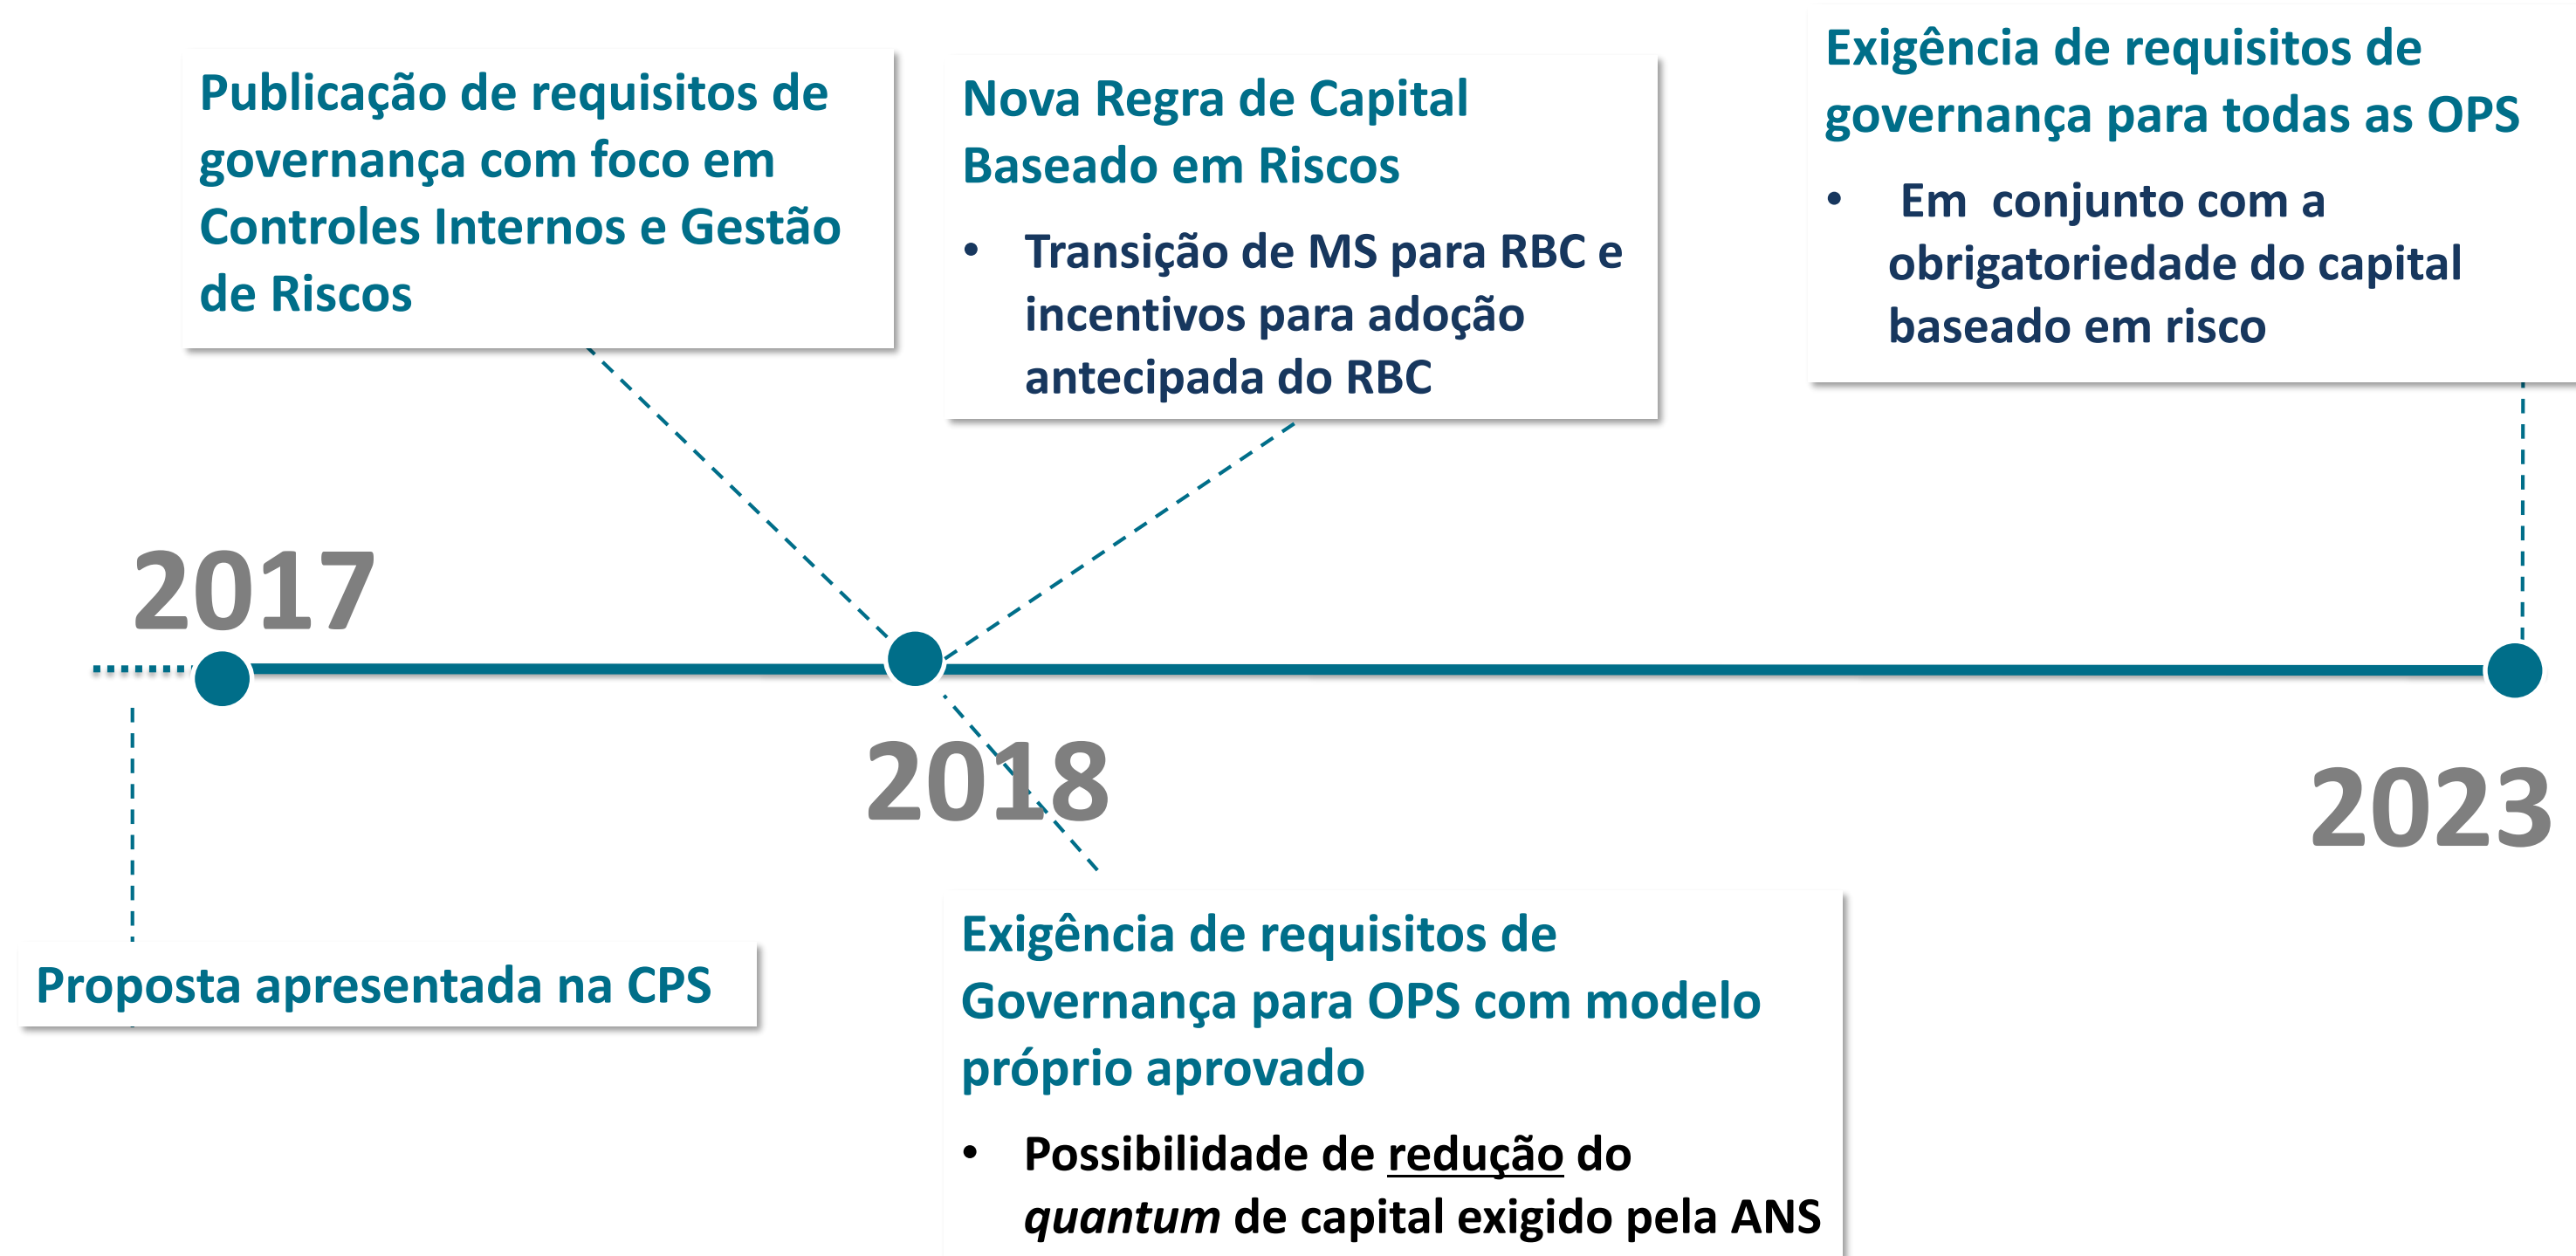 Publicação de requisitos de
governança com foco em
Controles Internos e Gestão
de Riscos
Nova Regra de Capital
Baseado em Riscos
• Transição de MS para RBC e
incentivos para adoção
antecipada do RBC
Exigência de requisitos de
governança para todas as OPS
• Em conjunto com a
obrigatoriedade do capital
baseado em risco
2017
2018
2023
Proposta apresentada na CPS
Exigência de requisitos de
Governança para OPS com modelo
próprio aprovado
• Possibilidade de redução do
quantum de capital exigido pela ANS